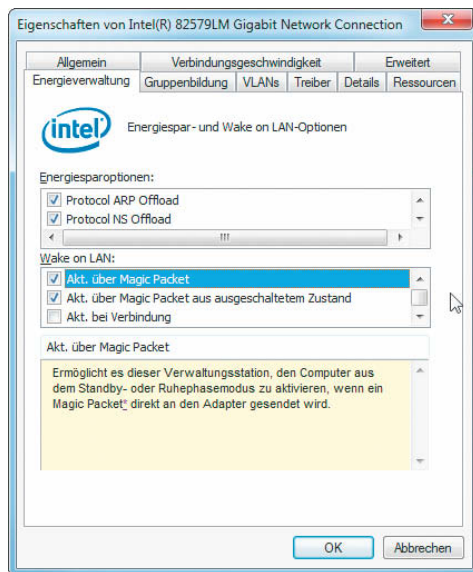 Eigenschaften von Intel(R) 82579LM Gigabit Network Connection
Allgemein Verbindungsgeschwindigkeit Erweitert
Energieverwaltung Gruppenbildung VLANs Treiber Details Ressourcen
intel Energiespar- und Wake on LAN-Optionen
Energiesparoptionen:
Protocol ARP Offload
Protocol NS Offload
Wake on LAN:
Akt. über Magic Packet
Akt. über Magic Packet aus ausgeschaltetem Zustand
Akt. bei Verbindung
Akt. über Magic Packet
Ermöglicht es dieser Verwaltungsstation, den Computer aus
dem Standby- oder Ruhephasemodus zu aktivieren, wenn ein
Magic Packet* direkt an den Adapter gesendet wird.
OK Abbrechen